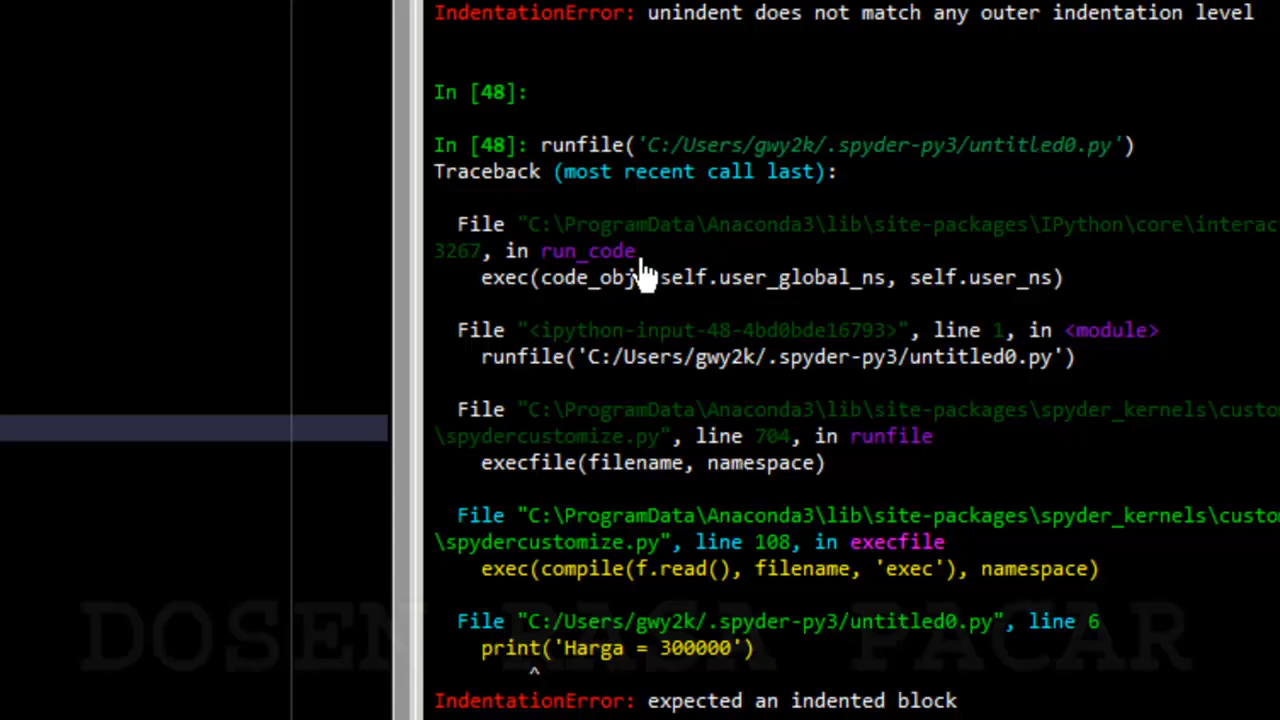 IndentationError: unindent does not match any outer indentation level
In [48]:
In [48]: runfile('C:/Users/gwy2k/.spyder-py3/untitled0.py')
Traceback (most recent call last):
File "C:\ProgramData\Anaconda3\lib\site-packages\IPython\core\interac
3267, in run_code
exec(code_obj self.user_global_ns, self.user_ns)
File "<ipython-input-48-4bd0bde16793>", line 1, in <module>
runfile('C:/Users/gwy2k/.spyder-py3/untitled0.py')
File "C:\ProgramData\Anaconda3\lib\site-packages\spyder_kernels\custo
\spydercustomize.py", line 704, in runfile
execfile(filename, namespace)
File "C:\ProgramData\Anaconda3\lib\site-packages\spyder_kernels\custo
\spydercustomize.py", line 108, in execfile
exec(compile(f.read(), filename, 'exec'), namespace)
File "C:/Users/gwy2k/.spyder-py3/untitled0.py", line 6
print('Harga = 300000')
^
IndentationError: expected an indented block
DOSEN RASA PACAR